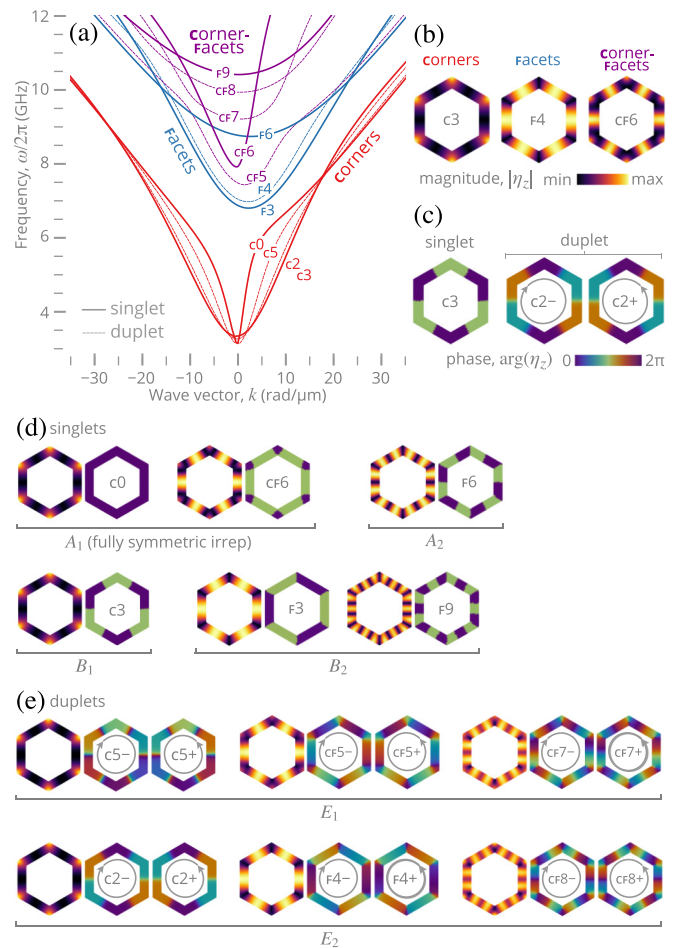 (a)
Frequency, ω/2π (GHz)
12
10
8
6
4
−30
−20
−10
0
10
20
30
Wave vector, k (rad/μm)
Corner-
Facets
F9
CF8
CF7
F6
CF6
CF5
F4
F3
Facets
Corners
c0
c5
c2
c3
singlet
duplet
(b)
Corners
Facets
Corner-
Facets
c3
F4
CF6
magnitude, |ηz| min max
(c)
singlet
duplet
c3
c2−
c2+
phase, arg(ηz) 0 2π
(d) singlets
c0
CF6
F6
A1 (fully symmetric irrep)
A2
c3
F3
F9
B1
B2
(e) duplets
c5−
c5+
CF5−
CF5+
CF7−
CF7+
E1
c2−
c2+
F4−
F4+
CF8−
CF8+
E2